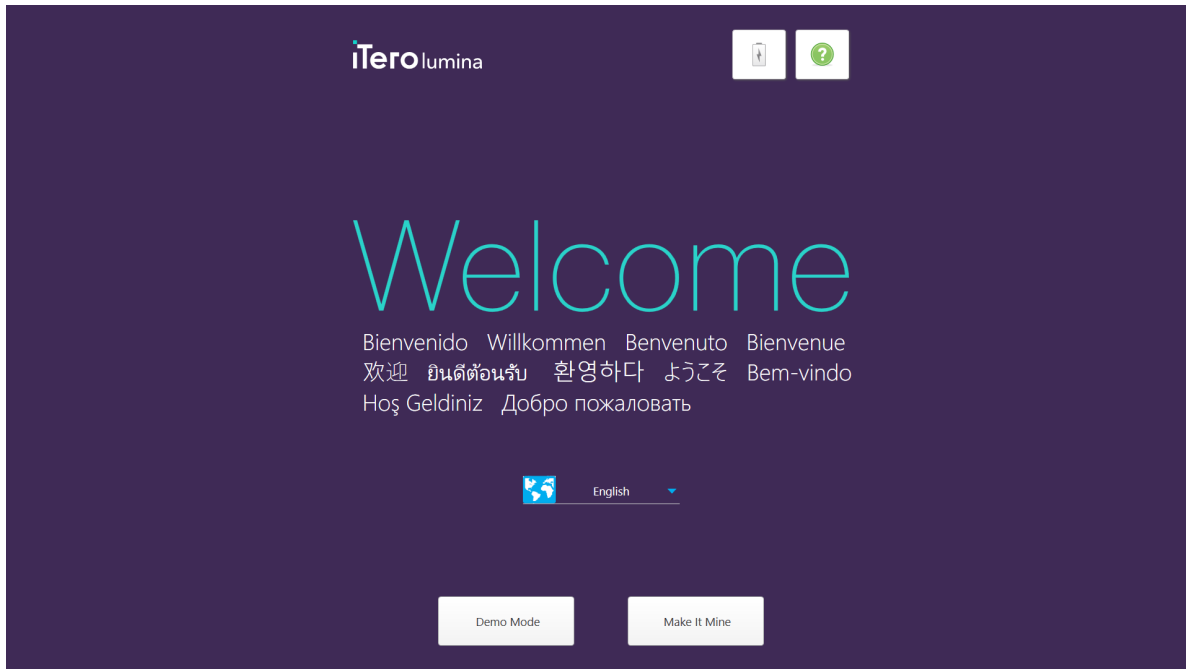 iTero lumina
?
Welcome
Bienvenido Willkommen Benvenuto Bienvenue
欢迎 ยินดีต้อนรับ 환영하다 ようこそ Bem-vindo
Hoş Geldiniz Добро пожаловать
English
Demo Mode Make It Mine